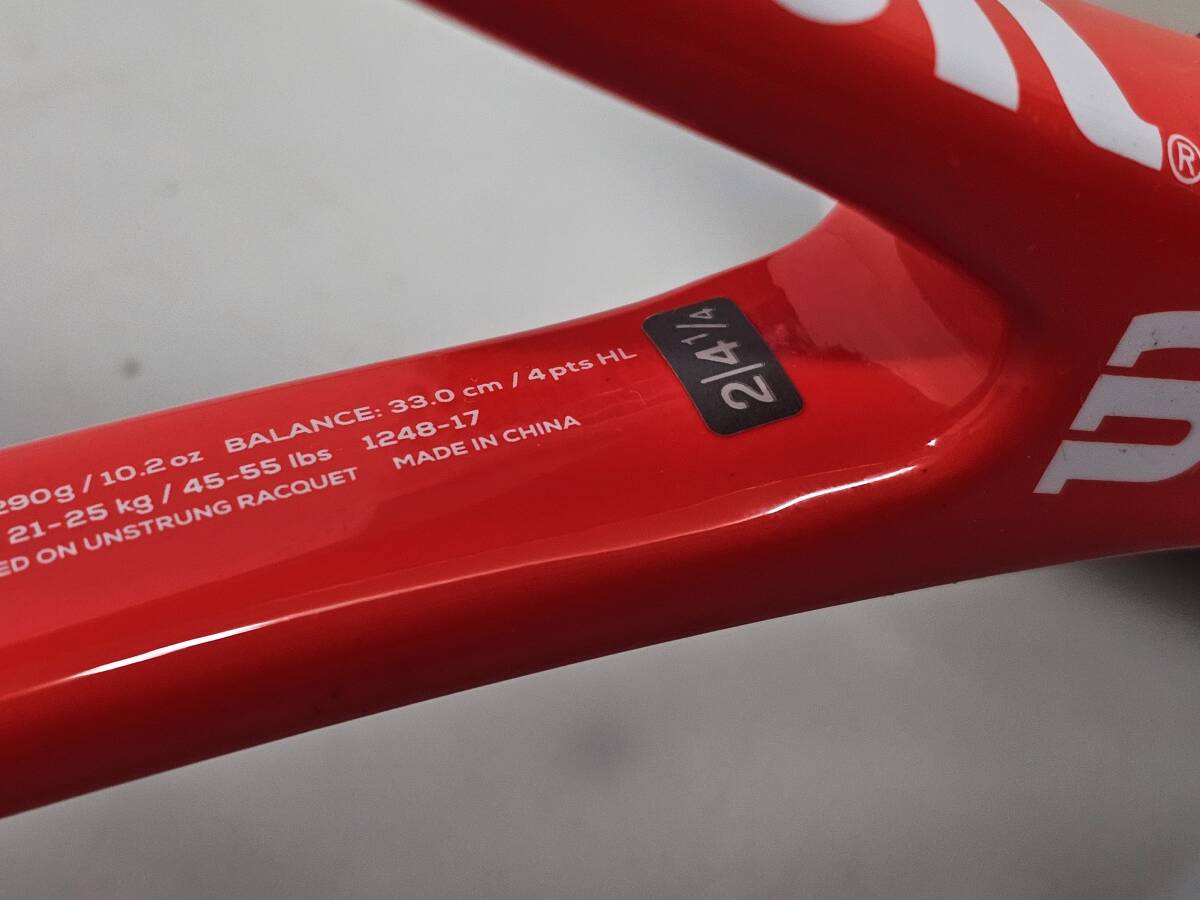 290g / 10.2 oz BALANCE: 33.0 cm / 4 pts HL
21-25 kg / 45-55 lbs 1248-17
ED ON UNSTRUNG RACQUET MADE IN CHINA
2|4 1/4
®